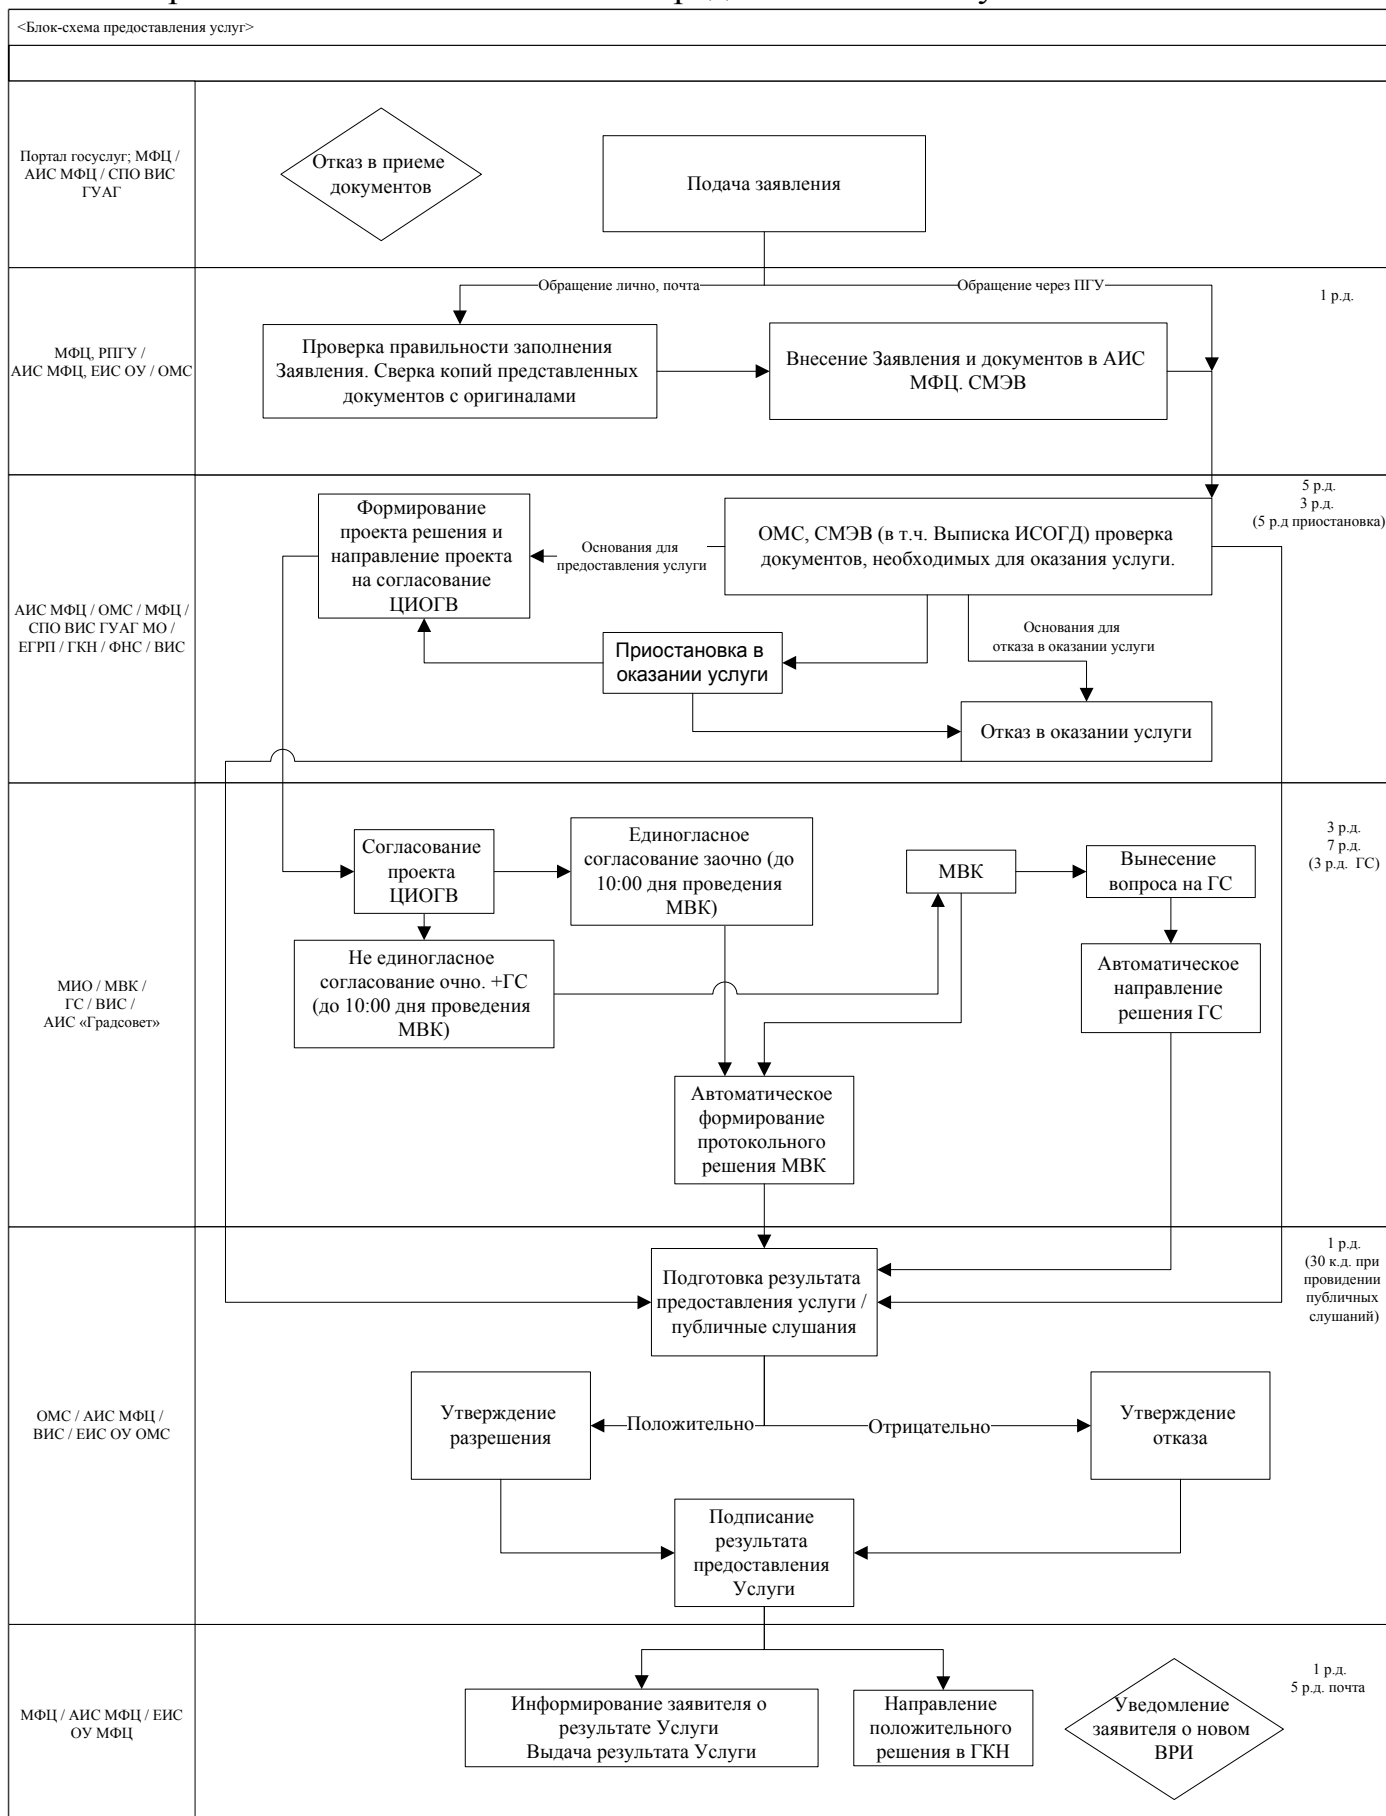 <Блок-схема предоставления услуг>
Портал госуслуг; МФЦ /
АИС МФЦ / СПО ВИС
ГУАГ
Отказ в приеме
документов
Подача заявления
МФЦ, РПГУ /
АИС МФЦ, ЕИС ОУ / ОМС
Обращение лично, почта
Обращение через ПГУ
1 р.д.
Проверка правильности заполнения
Заявления. Сверка копий представленных
документов с оригиналами
Внесение Заявления и документов в АИС
МФЦ. СМЭВ
АИС МФЦ / ОМС / МФЦ /
СПО ВИС ГУАГ МО /
ЕГРП / ГКН / ФНС / ВИС
Формирование
проекта решения и
направление проекта
на согласование
ЦИОГВ
Основания для
предоставления услуги
ОМС, СМЭВ (в т.ч. Выписка ИСОГД) проверка
документов, необходимых для оказания услуги.
5 р.д.
3 р.д.
(5 р.д приостановка)
Приостановка в
оказании услуги
Основания для
отказа в оказании услуги
Отказ в оказании услуги
МИО / МВК /
ГС / ВИС /
АИС «Градсовет»
Согласование
проекта
ЦИОГВ
Единогласное
согласование заочно (до
10:00 дня проведения
МВК)
МВК
Вынесение
вопроса на ГС
3 р.д.
7 р.д.
(3 р.д. ГС)
Не единогласное
согласование очно. +ГС
(до 10:00 дня проведения
МВК)
Автоматическое
направление
решения ГС
Автоматическое
формирование
протокольного
решения МВК
ОМС / АИС МФЦ /
ВИС / ЕИС ОУ ОМС
Подготовка результата
предоставления услуги /
публичные слушания
1 р.д.
(30 к.д. при
провидении
публичных
слушаний)
Утверждение
разрешения
Положительно
Отрицательно
Утверждение
отказа
Подписание
результата
предоставления
Услуги
МФЦ / АИС МФЦ / ЕИС
ОУ МФЦ
Информирование заявителя о
результате Услуги
Выдача результата Услуги
Направление
положительного
решения в ГКН
Уведомление
заявителя о новом
ВРИ
1 р.д.
5 р.д. почта